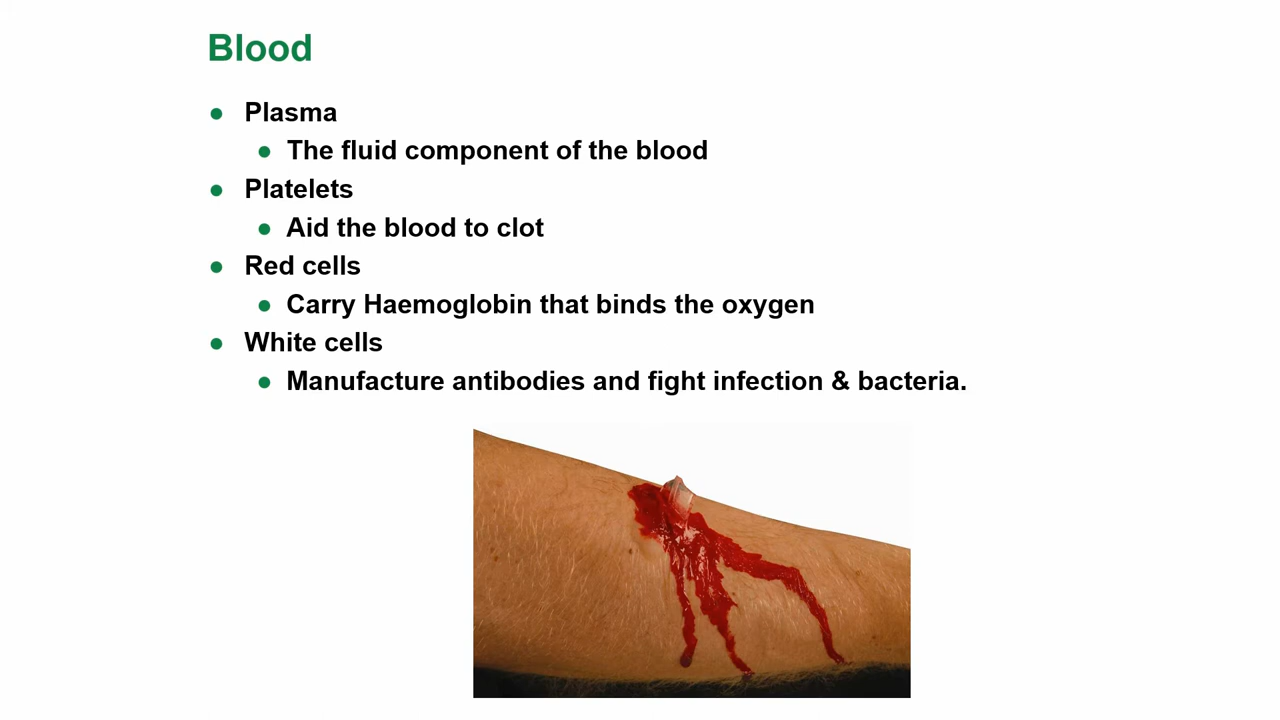 Blood
● Plasma
● The fluid component of the blood
● Platelets
● Aid the blood to clot
● Red cells
● Carry Haemoglobin that binds the oxygen
● White cells
● Manufacture antibodies and fight infection & bacteria.